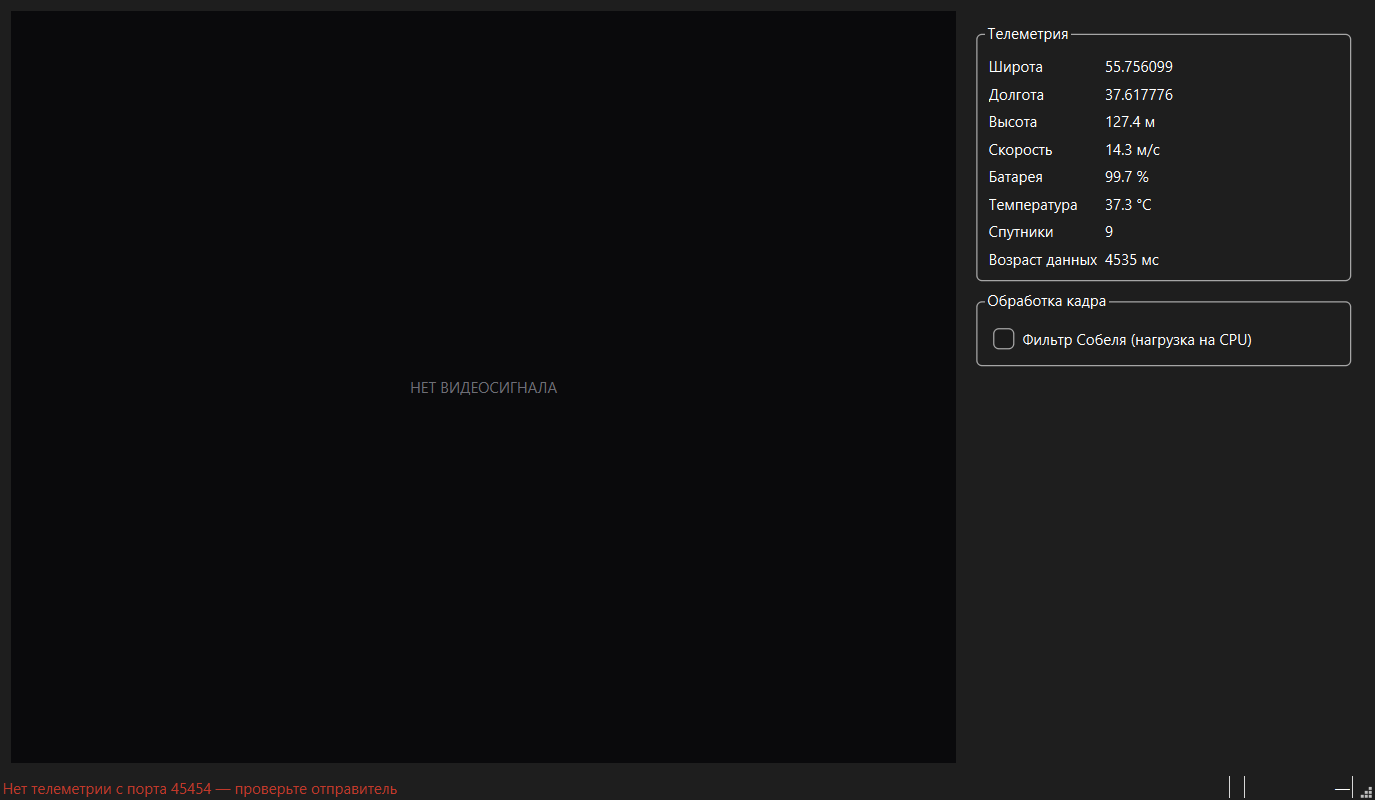 Телеметрия
Широта 55.756099
Долгота 37.617776
Высота 127.4 м
Скорость 14.3 м/с
Батарея 99.7 %
Температура 37.3 °C
Спутники 9
Возраст данных 4535 мс
Обработка кадра
Фильтр Собеля (нагрузка на CPU)
НЕТ ВИДЕОСИГНАЛА
Нет телеметрии с порта 45454 — проверьте отправитель
—